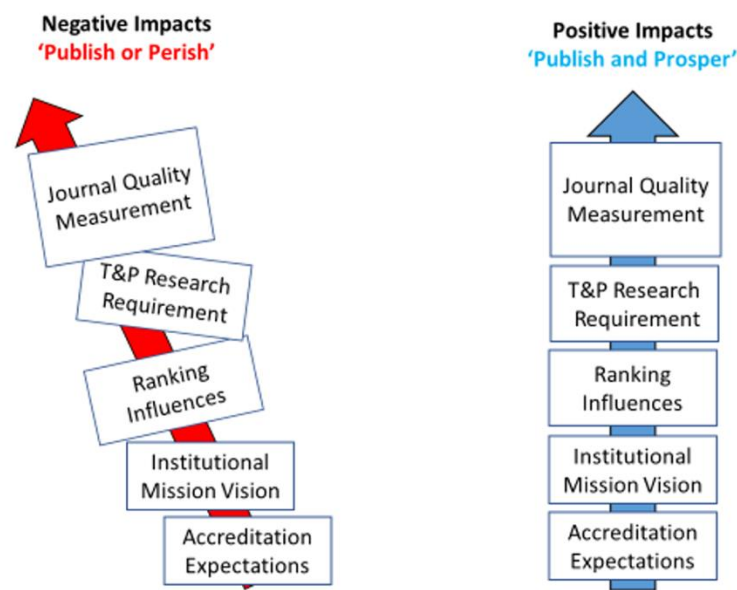 Negative Impacts
'Publish or Perish'
Journal Quality
Measurement
T&P Research
Requirement
Ranking
Influences
Institutional
Mission Vision
Accreditation
Expectations
Positive Impacts
'Publish and Prosper'
Journal Quality
Measurement
T&P Research
Requirement
Ranking
Influences
Institutional
Mission Vision
Accreditation
Expectations